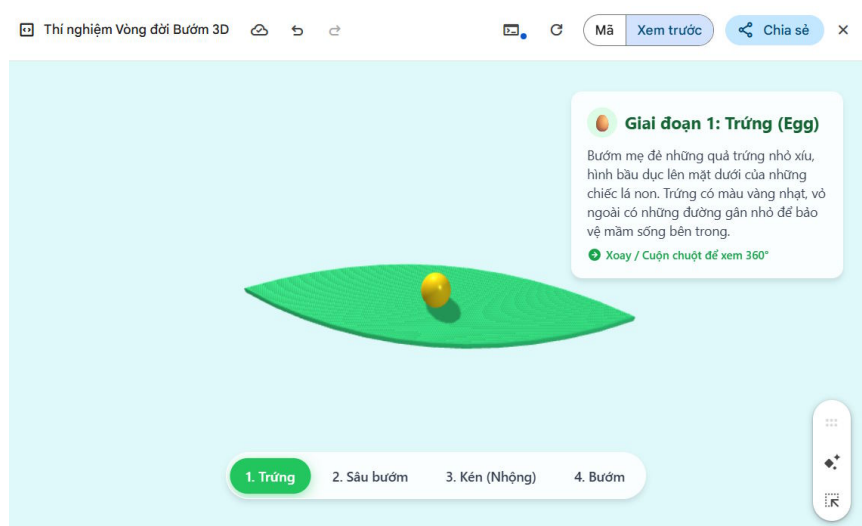 Thí nghiệm Vòng đời Bướm 3D
Mã
Xem trước
Chia sẻ
Giai đoạn 1: Trứng (Egg)
Bướm mẹ đẻ những quả trứng nhỏ xíu,
hình bầu dục lên mặt dưới của những
chiếc lá non. Trứng có màu vàng nhạt, vỏ
ngoài có những đường gân nhỏ để bảo
vệ mầm sống bên trong.
Xoay / Cuộn chuột để xem 360°
1. Trứng
2. Sâu bướm
3. Kén (Nhộng)
4. Bướm